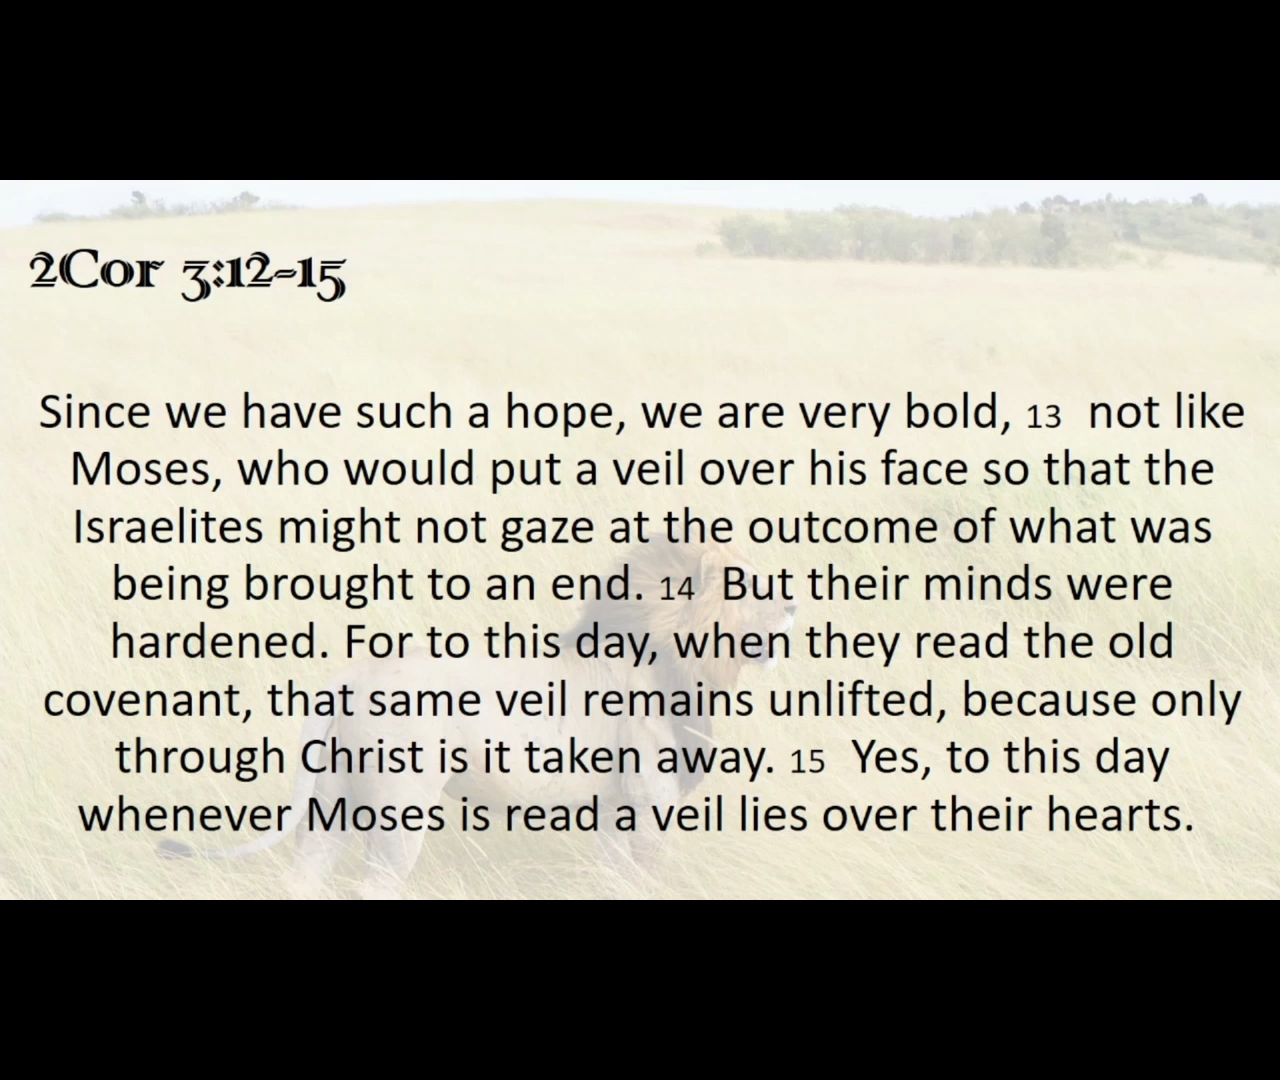 2Cor 3:12-15
Since we have such a hope, we are very bold, 13 not like
Moses, who would put a veil over his face so that the
Israelites might not gaze at the outcome of what was
being brought to an end. 14 But their minds were
hardened. For to this day, when they read the old
covenant, that same veil remains unlifted, because only
through Christ is it taken away. 15 Yes, to this day
whenever Moses is read a veil lies over their hearts.